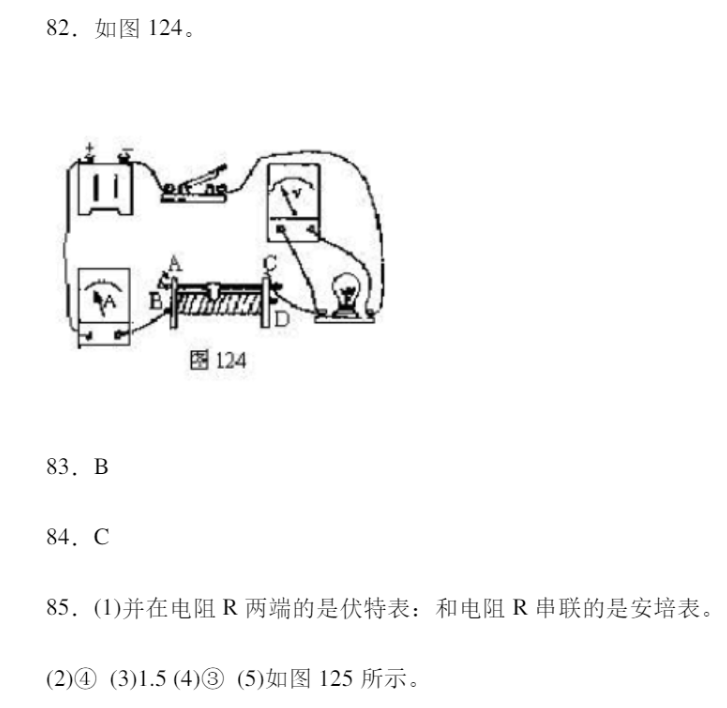 82．如图 124。
+ −
V
A C
A B
D
图 124
83．B
84．C
85．(1)并在电阻 R 两端的是伏特表：和电阻 R 串联的是安培表。
(2)④ (3)1.5 (4)③ (5)如图 125 所示。